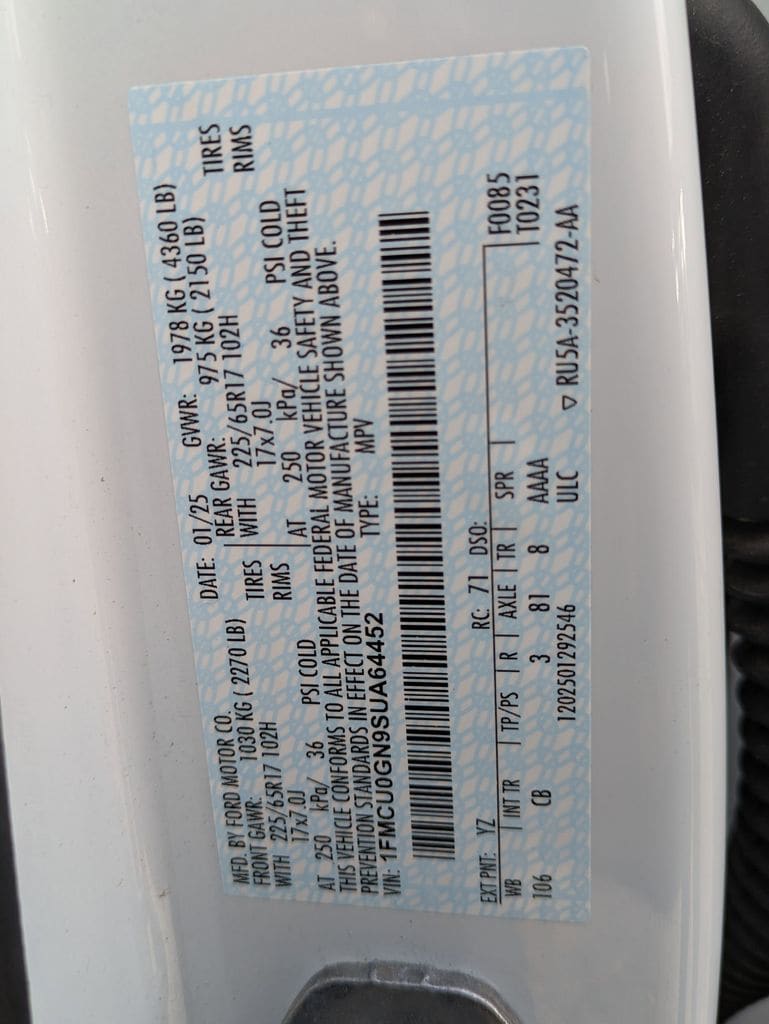 MFD. BY FORD MOTOR CO. DATE: 01/25 GVWR: 1978 KG ( 4360 LB)
FRONT GAWR: 1030 KG ( 2270 LB) REAR GAWR: 975 KG ( 2150 LB)
WITH 225/65R17 102H TIRES WITH 225/65R17 102H TIRES
17x7.0J RIMS 17x7.0J RIMS
AT 250 kPa/ 36 PSI COLD AT 250 kPa/ 36 PSI COLD
THIS VEHICLE CONFORMS TO ALL APPLICABLE FEDERAL MOTOR VEHICLE SAFETY AND THEFT
PREVENTION STANDARDS IN EFFECT ON THE DATE OF MANUFACTURE SHOWN ABOVE.
VIN: 1FMCU0GN9SUA64452 TYPE: MPV
EXT PNT: YZ RC: 71 DSO: F0085
WB INT TR TP/PS R AXLE TR SPR T0231
106 CB 3 81 8 AAAA
1202501292546 ULC ▽ RU5A-3520472-AA